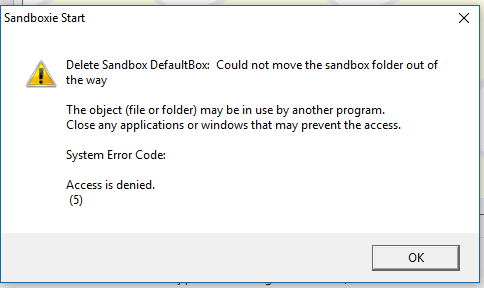 Sandboxie Start
Delete Sandbox DefaultBox:  Could not move the sandbox folder out of
the way
The object (file or folder) may be in use by another program.
Close any applications or windows that may prevent the access.
System Error Code:
Access is denied.
(5)
OK